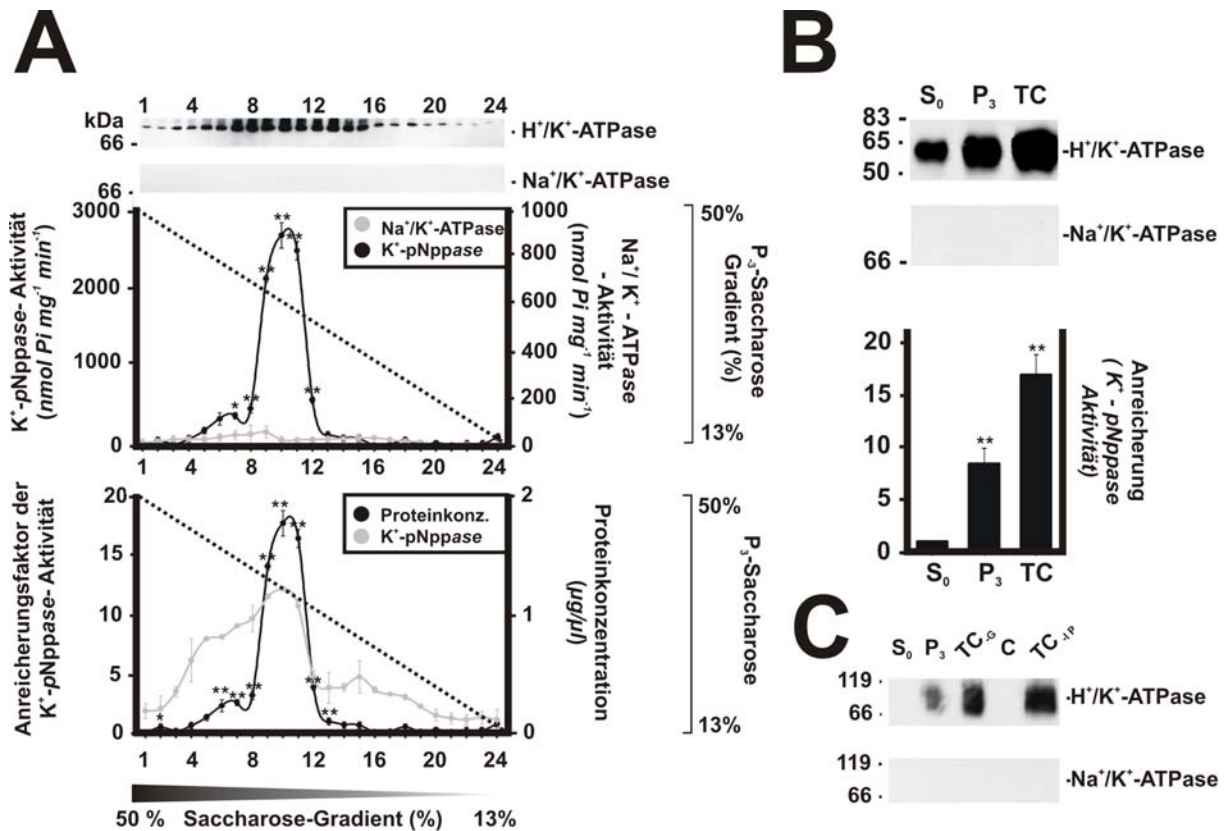 A
1 4 8 12 16 20 24
kDa
66
-H⁺/K⁺-ATPase
66
-Na⁺/K⁺-ATPase
K⁺-pNppase-Aktivität
(nmol Pi mg⁻¹ min⁻¹)
3000
2000
1000
0
Na⁺/K⁺-ATPase
K⁺-pNppase
* ** ** ** ** **
1000
800
600
400
200
0
Na⁺/K⁺-ATPase
-Aktivität
(nmol Pi mg⁻¹ min⁻¹)
50%
13%
P₃-Saccharose
Gradient (%)
1 4 8 12 16 20 24
Anreicherungsfaktor der
K⁺-pNppase-Aktivität
20
15
10
5
0
Proteinkonz.
K⁺-pNppase
* ** ** ** ** ** ** ** **
2
1
0
Proteinkonzentration
(µg/µl)
50%
13%
P₃-Saccharose
1 4 8 12 16 20 24
50 % Saccharose-Gradient (%) 13%
B
S₀ P₃ TC
83
65
50
-H⁺/K⁺-ATPase
66
-Na⁺/K⁺-ATPase
20
15
10
5
0
** **
Anreicherung
(K⁺-pNppase
Aktivität)
S₀ P₃ TC
C
S₀ P₃ TC-G C TC-1P
119
66
-H⁺/K⁺-ATPase
119
66
-Na⁺/K⁺-ATPase